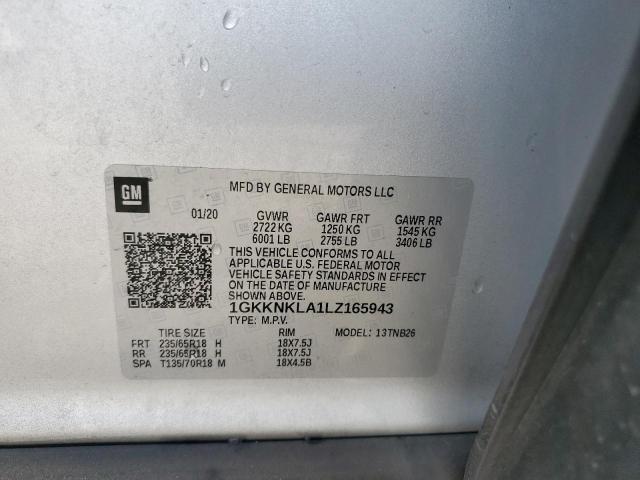 GM
MFD BY GENERAL MOTORS LLC
01/20 GVWR GAWR FRT GAWR RR
2722 KG 1250 KG 1545 KG
6001 LB 2755 LB 3406 LB
THIS VEHICLE CONFORMS TO ALL
APPLICABLE U.S. FEDERAL MOTOR
VEHICLE SAFETY STANDARDS IN EFFECT
ON THE DATE OF MANUFACTURE
SHOWN ABOVE.
1GKKNKLA1LZ165943
TYPE: M.P.V. MODEL: 13TNB26
TIRE SIZE RIM
FRT 235/65R18 H 18X7.5J
RR 235/65R18 H 18X7.5J
SPA T135/70R18 M 18X4.5B